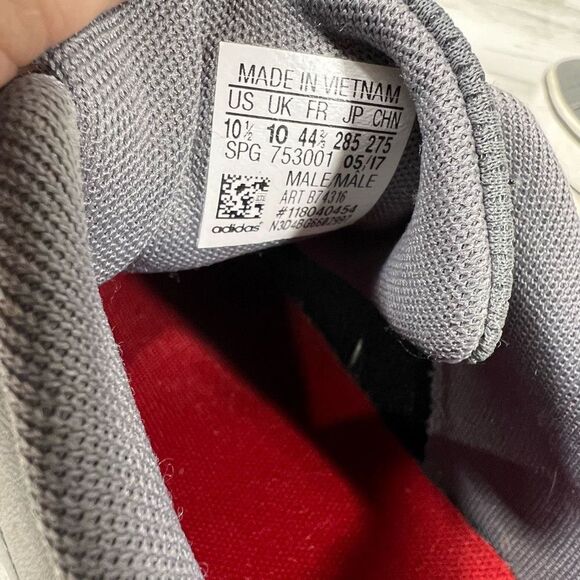 MADE IN VIETNAM
US UK FR JP CHN
10½ 10 44⅔ 285 275
SPG 753001 05/17
MALE/MALE
ART B74316
#118040454
adidas